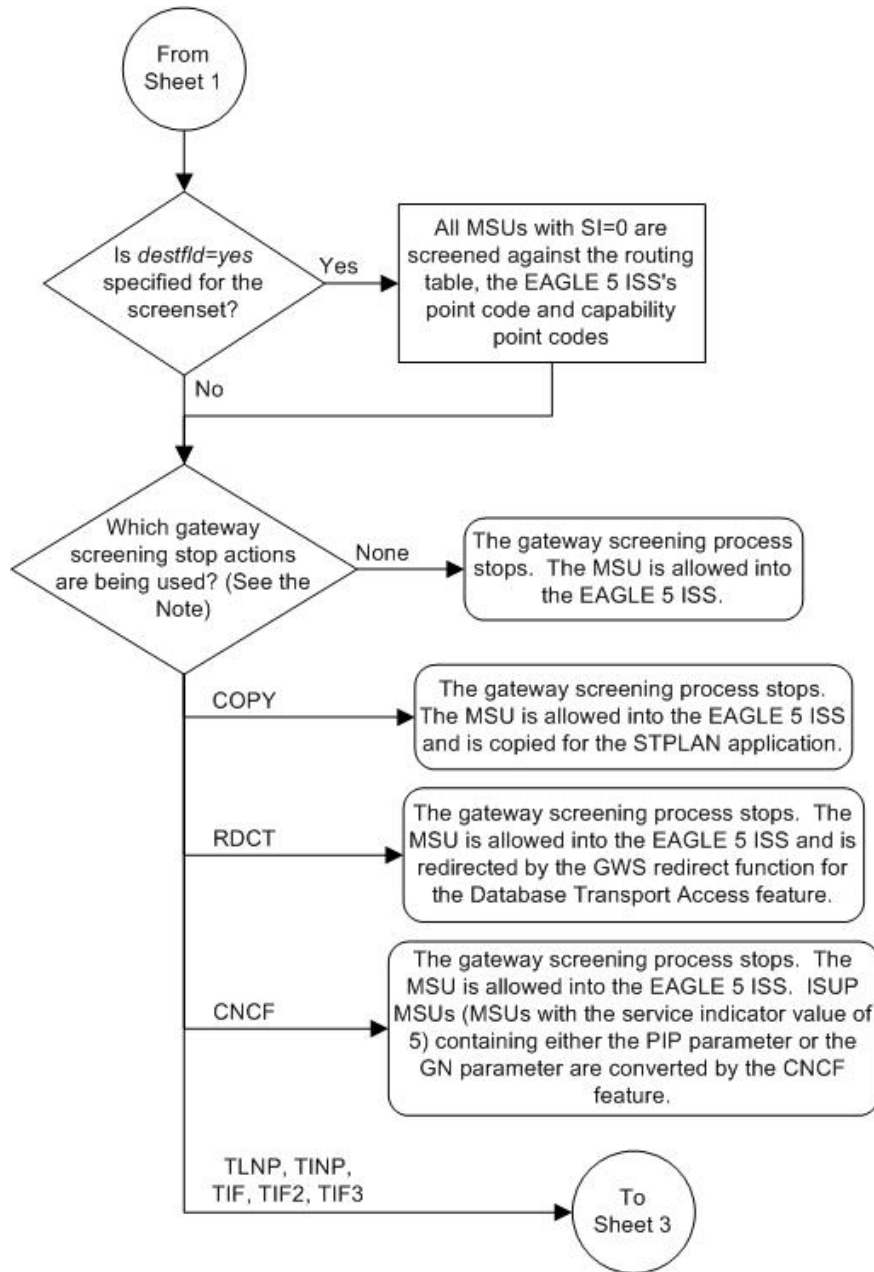 From
Sheet 1
Is destfld=yes
specified for the
screenset?
Yes
All MSUs with SI=0 are
screened against the routing
table, the EAGLE 5 ISS's
point code and capability
point codes
No
Which gateway
screening stop actions
are being used? (See the
Note)
None
The gateway screening process
stops. The MSU is allowed into
the EAGLE 5 ISS.
COPY
The gateway screening process stops.
The MSU is allowed into the EAGLE 5 ISS
and is copied for the STPLAN application.
RDCT
The gateway screening process stops. The
MSU is allowed into the EAGLE 5 ISS and is
redirected by the GWS redirect function for
the Database Transport Access feature.
CNCF
The gateway screening process stops. The
MSU is allowed into the EAGLE 5 ISS. ISUP
MSUs (MSUs with the service indicator value of
5) containing either the PIP parameter or the
GN parameter are converted by the CNCF
feature.
TLNP, TINP,
TIF, TIF2, TIF3
To
Sheet 3